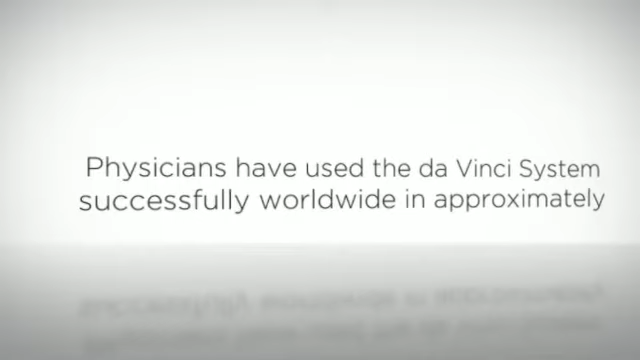 Physicians have used the da Vinci System
successfully worldwide in approximately